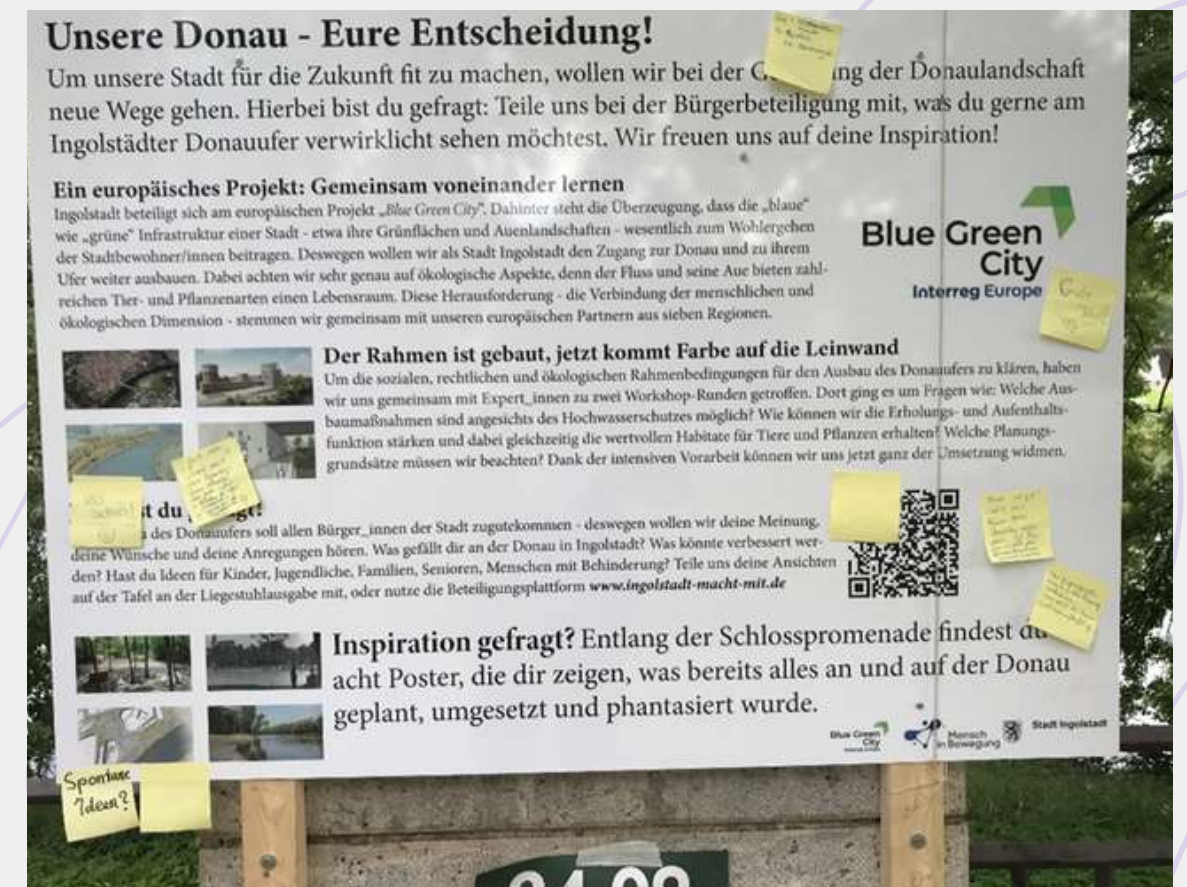 Unsere Donau - Eure Entscheidung!
Um unsere Stadt für die Zukunft fit zu machen, wollen wir bei der G ng der Donaulandschaft
neue Wege gehen. Hierbei bist du gefragt: Teile uns bei der Bürgerbeteiligung mit, was du gerne am
Ingolstädter Donauufer verwirklicht sehen möchtest. Wir freuen uns auf deine Inspiration!
Ein europäisches Projekt: Gemeinsam voneinander lernen
Ingolstadt beteiligt sich am europäischen Projekt „Blue Green City“. Dahinter steht die Überzeugung, dass die „blaue“
wie „grüne“ Infrastruktur einer Stadt - etwa ihre Grünflächen und Auenlandschaften - wesentlich zum Wohlergehen
der Stadtbewohner/innen beitragen. Deswegen wollen wir als Stadt Ingolstadt den Zugang zur Donau und zu ihrem
Ufer weiter ausbauen. Dabei achten wir sehr genau auf ökologische Aspekte, denn der Fluss und seine Aue bieten zahl-
reichen Tier- und Pflanzenarten einen Lebensraum. Diese Herausforderung - die Verbindung der menschlichen und
ökologischen Dimension - stemmen wir gemeinsam mit unseren europäischen Partnern aus sieben Regionen.
Blue Green
City
Interreg Europe
Der Rahmen ist gebaut, jetzt kommt Farbe auf die Leinwand
Um die sozialen, rechtlichen und ökologischen Rahmenbedingungen für den Ausbau des Donauufers zu klären, haben
wir uns gemeinsam mit Expert_innen zu zwei Workshop-Runden getroffen. Dort ging es um Fragen wie: Welche Aus-
baumaßnahmen sind angesichts des Hochwasserschutzes möglich? Wie können wir die Erholungs- und Aufenthalts-
funktion stärken und dabei gleichzeitig die wertvollen Habitate für Tiere und Pflanzen erhalten? Welche Planungs-
grundsätze müssen wir beachten? Dank der intensiven Vorarbeit können wir uns jetzt ganz der Umsetzung widmen.
st du gt!
des Donauufers soll allen Bürger_innen der Stadt zugutekommen - deswegen wollen wir deine Meinung,
deine Wünsche und deine Anregungen hören. Was gefällt dir an der Donau in Ingolstadt? Was könnte verbessert wer-
den? Hast du Ideen für Kinder, Jugendliche, Familien, Senioren, Menschen mit Behinderung? Teile uns deine Ansichten
auf der Tafel an der Liegestuhlausgabe mit, oder nutze die Beteiligungsplattform www.ingolstadt-macht-mit.de
Inspiration gefragt? Entlang der Schlosspromenade findest du
acht Poster, die dir zeigen, was bereits alles an und auf der Donau
geplant, umgesetzt und phantasiert wurde.
Blue Green
City
Mensch
in Bewegung
Stadt Ingolstadt
Spontane
Ideen?